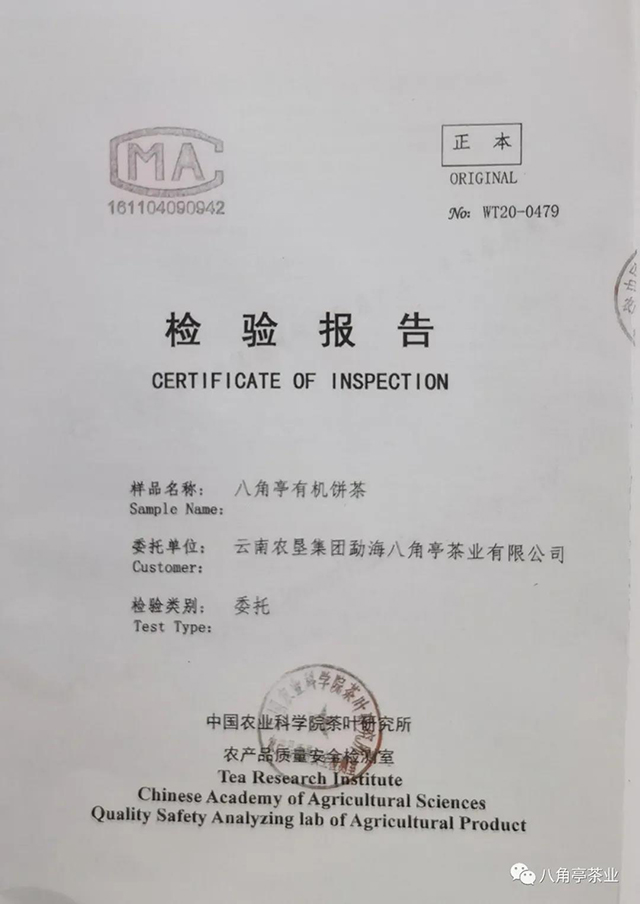 CMA
161104090942
正 本
ORIGINAL
No: WT20-0479
检 验 报 告
CERTIFICATE OF INSPECTION
样品名称: 八角亭有机饼茶
Sample Name:
委托单位: 云南农垦集团勐海八角亭茶业有限公司
Customer:
检验类别: 委托
Test Type:
中国农业科学院茶叶研究所
农产品质量安全检测室
Tea Research Institute
Chinese Academy of Agricultural Sciences
Quality Safety Analyzing lab of Agricultural Product
八角亭茶业